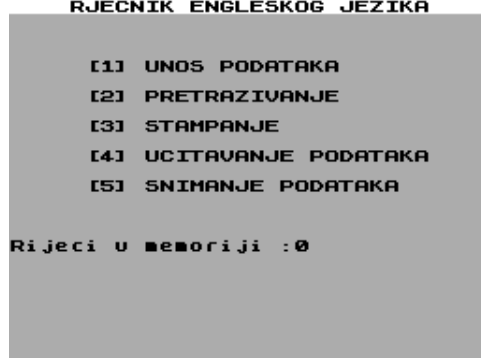 RJECNIK ENGLESKOG JEZIKA
[1] UNOS PODATAKA
[2] PRETRAZIVANJE
[3] STAMPANJE
[4] UCITAVANJE PODATAKA
[5] SNIMANJE PODATAKA
Rijeci u memoriji :0